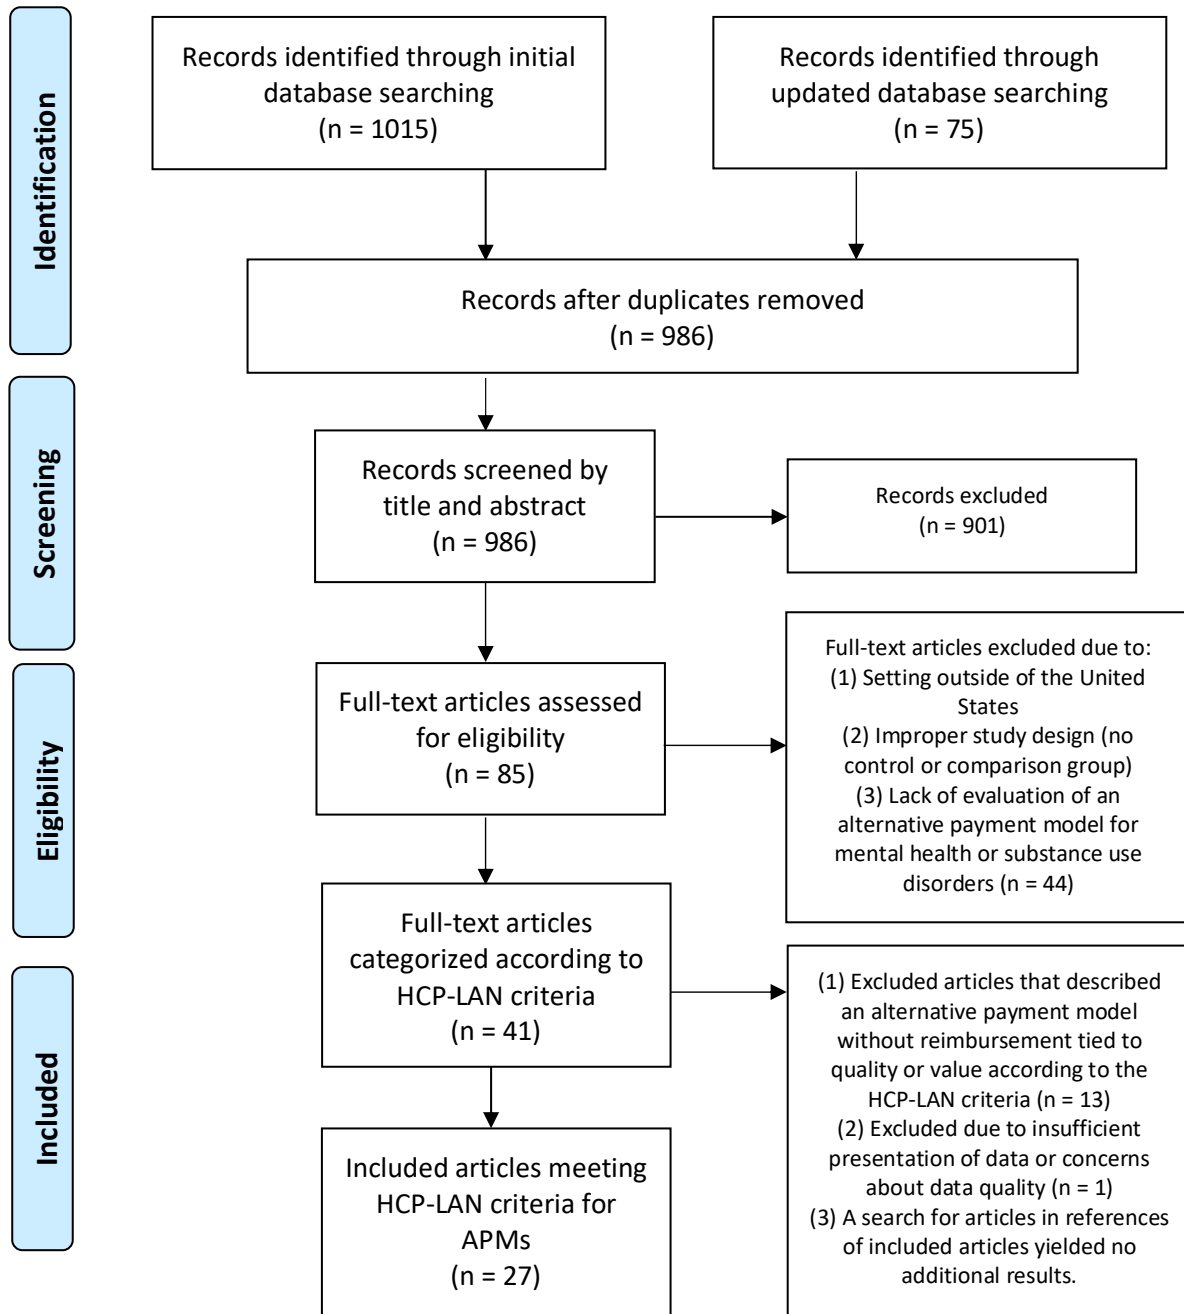 Identification
Records identified through initial
database searching
(n = 1015)
Records identified through
updated database searching
(n = 75)
Records after duplicates removed
(n = 986)
Screening
Records screened by
title and abstract
(n = 986)
Records excluded
(n = 901)
Eligibility
Full-text articles assessed
for eligibility
(n = 85)
Full-text articles excluded due to:
(1) Setting outside of the United
States
(2) Improper study design (no
control or comparison group)
(3) Lack of evaluation of an
alternative payment model for
mental health or substance use
disorders (n = 44)
Full-text articles
categorized according to
HCP-LAN criteria
(n = 41)
(1) Excluded articles that described
an alternative payment model
without reimbursement tied to
quality or value according to the
HCP-LAN criteria (n = 13)
(2) Excluded due to insufficient
presentation of data or concerns
about data quality (n = 1)
(3) A search for articles in references
of included articles yielded no
additional results.
Included
Included articles meeting
HCP-LAN criteria for
APMs
(n = 27)